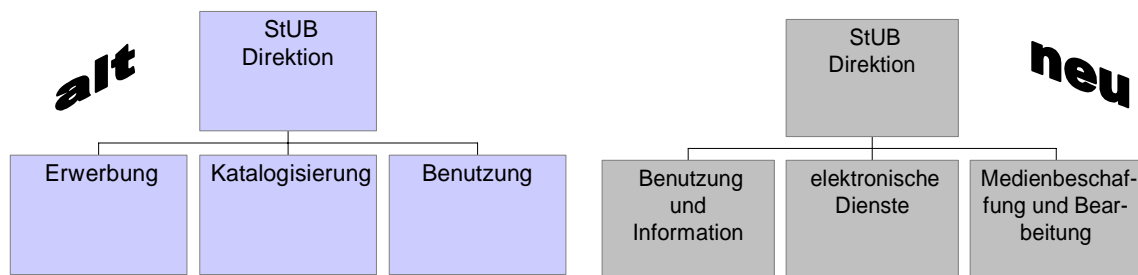 alt
StUB
Direktion
Erwerbung
Katalogisierung
Benutzung
StUB
Direktion
neu
Benutzung
und
Information
elektronische
Dienste
Medienbeschaf-
fung und Bear-
beitung